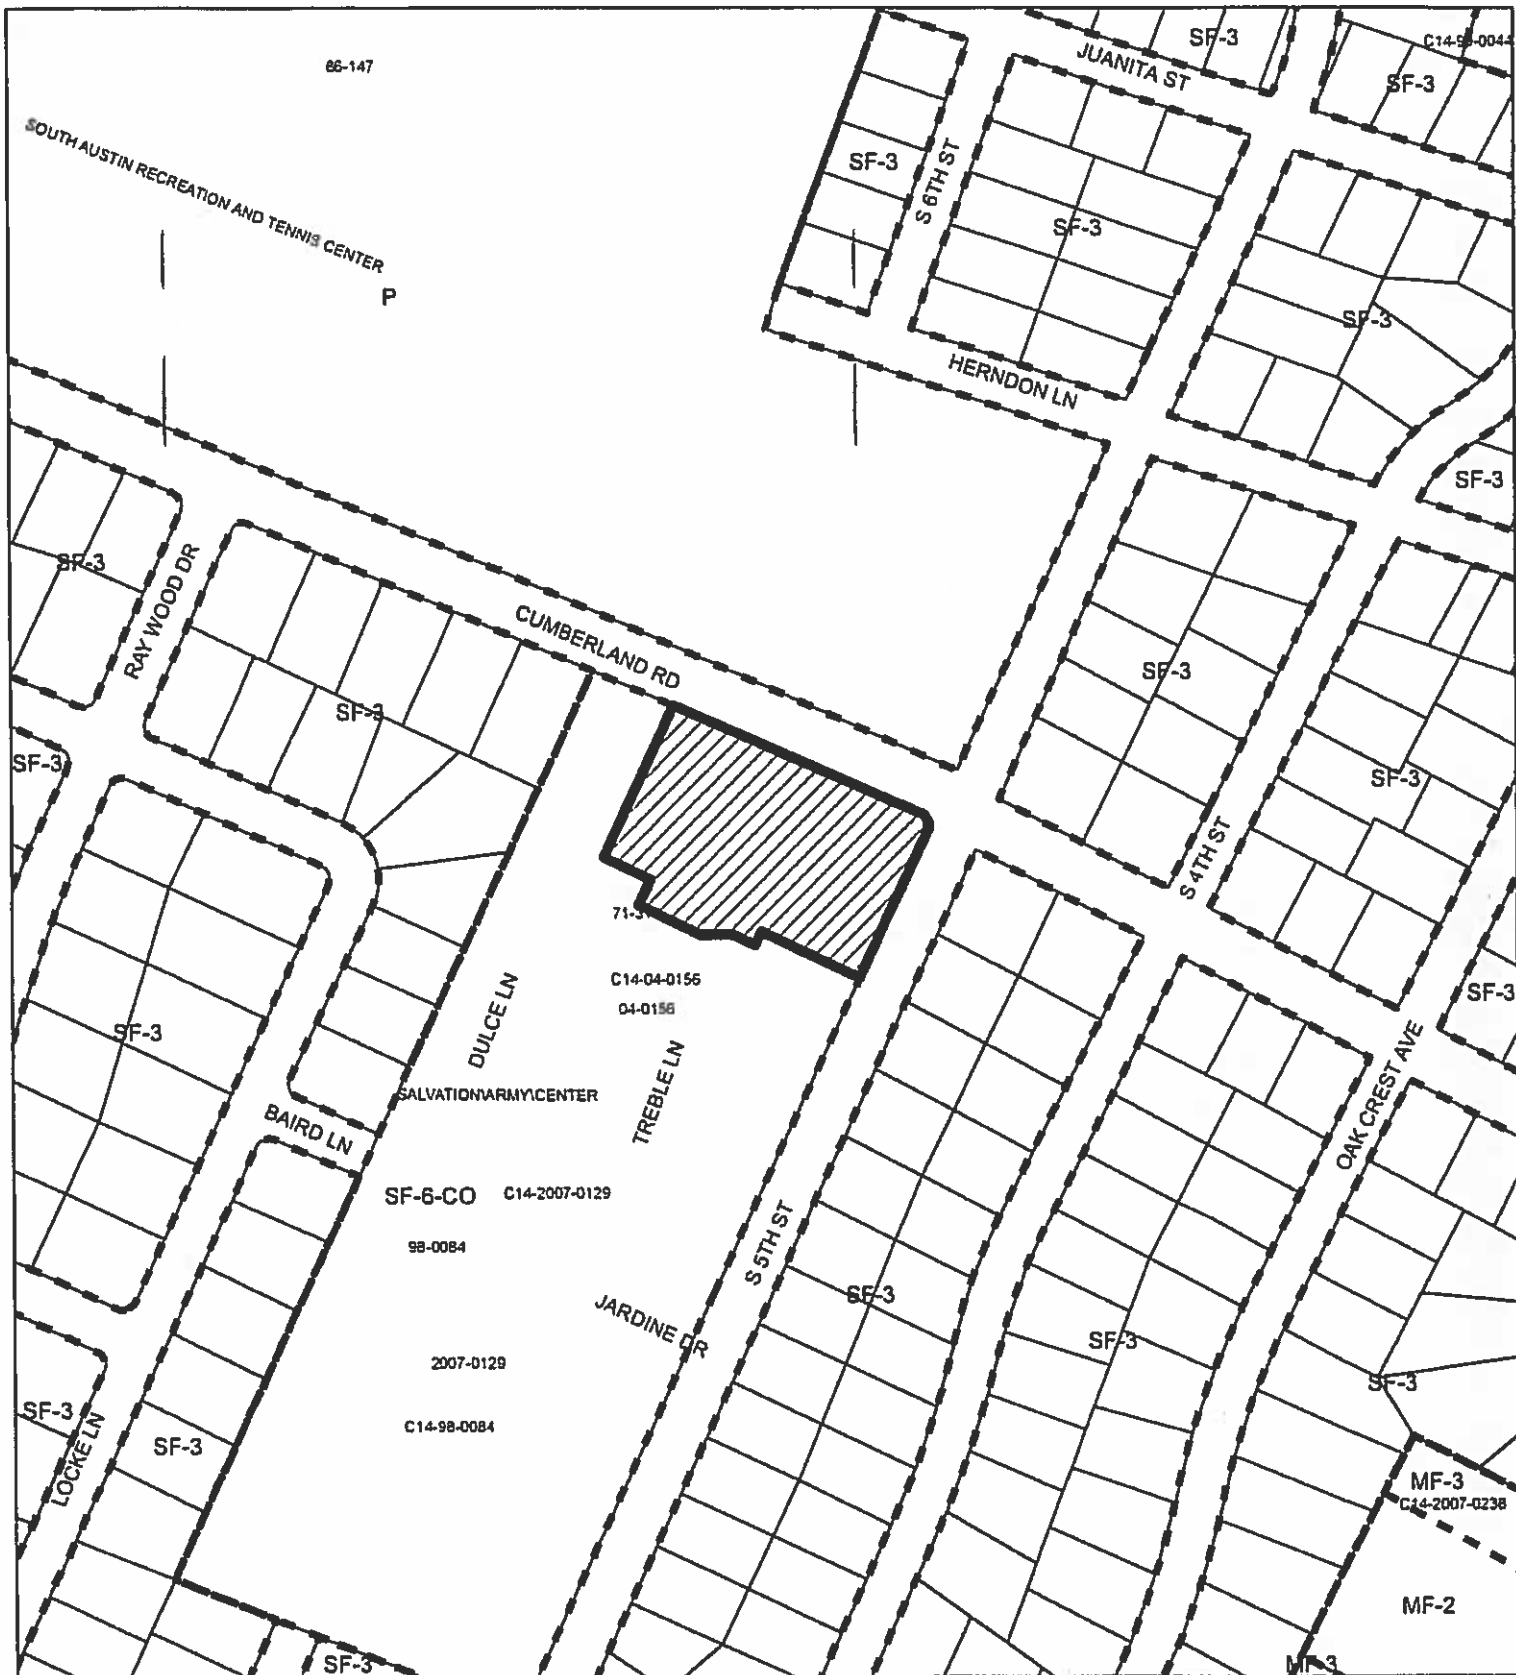 SF-3
C14-99-0044
86-147
JUANITA ST
SF-3
SOUTH AUSTIN RECREATION AND TENNIS CENTER
SF-3
S 6TH ST
SF-3
P
SF-3
HERNDON LN
SF-3
SF-3
RAY WOOD DR
CUMBERLAND RD
SF-3
SF-3
SF-3
SF-3
SF-3
S 4TH ST
C14-04-0156
04-0156
SF-3
DULCE LN
SF-3
TREBLE LN
OAK CREST AVE
SALVATION\ARMY\CENTER
BAIRD LN
SF-6-CO
C14-2007-0129
98-0084
S 5TH ST
SF-3
JARDINE DR
SF-3
2007-0129
SF-3
SF-3
C14-98-0084
SF-3
LOCKE LN
MF-3
C14-2007-0238
MF-2
SF-3
MF-3